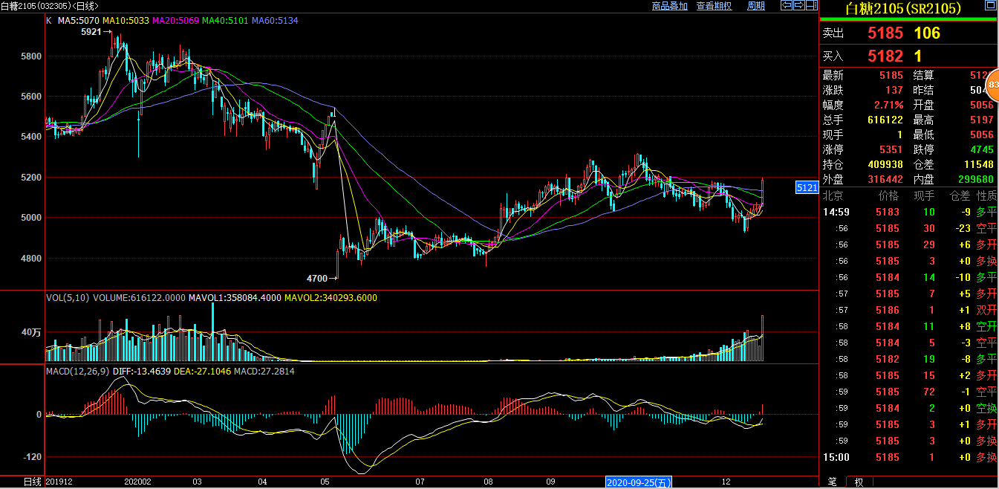 白糖2105(032305)<日线> 商品叠加 查看期权 周期
K MA5:5070 MA10:5033 MA20:5069 MA40:5101 MA60:5134
5921
5800
5600
5400
5200
5121
5000
4800
4700
VOL(5,10) VOLUME:616122.0000 MAVOL1:358084.4000 MAVOL2:340293.6000
40万
MACD(12,26,9) DIFF:-13.4639 DEA:-27.1046 MACD:27.2814
0
-120
日线 201912 202002 03 04 05 07 08 09 2020-09-25(五) 12
白糖2105(SR2105)
卖出 5185 106
买入 5182 1
最新 5185 结算
涨跌 137 昨结
83
幅度 2.71% 开盘 5056
总手 616122 最高 5197
现手 1 最低 5056
涨停 5351 跌停 4745
持仓 409938 仓差 11548
外盘 316442 内盘 299680
北京 价格 现手 仓差 性质
14:59 5183 10 -9 多平
:56 5185 30 -23 空平
:56 5185 29 +6 多开
:56 5185 3 +0 多换
:56 5184 14 -10 多平
:57 5185 7 +5 多开
:57 5186 1 +1 双开
:58 5184 11 +8 空开
:58 5185 5 -3 空平
:58 5182 19 -8 多平
:58 5185 15 +2 多开
:59 5185 72 -1 空平
:59 5184 2 +0 空换
:59 5185 3 +1 多开
:59 5185 3 +0 多换
15:00 5185 1 +0 多换
笔 权